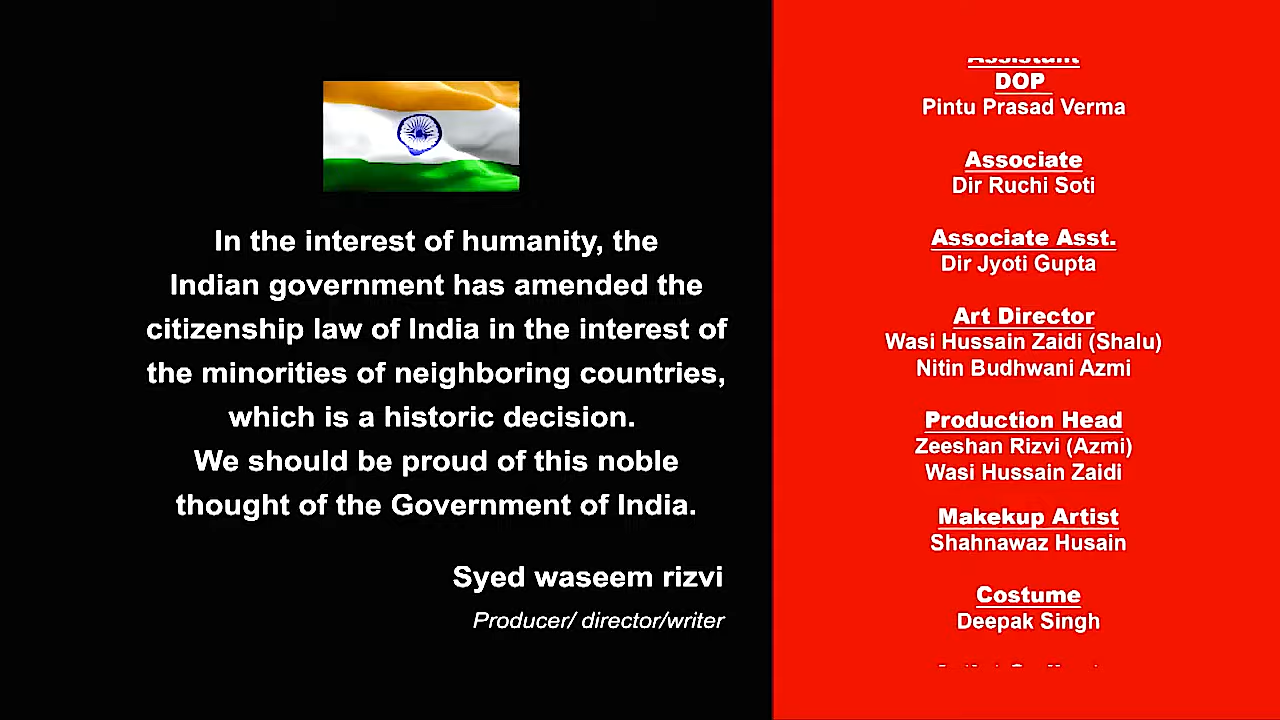 In the interest of humanity, the
Indian government has amended the
citizenship law of India in the interest of
the minorities of neighboring countries,
which is a historic decision.
We should be proud of this noble
thought of the Government of India.
Syed waseem rizvi
Producer/ director/writer
Assistant
DOP
Pintu Prasad Verma
Associate
Dir Ruchi Soti
Associate Asst.
Dir Jyoti Gupta
Art Director
Wasi Hussain Zaidi (Shalu)
Nitin Budhwani Azmi
Production Head
Zeeshan Rizvi (Azmi)
Wasi Hussain Zaidi
Makekup Artist
Shahnawaz Husain
Costume
Deepak Singh